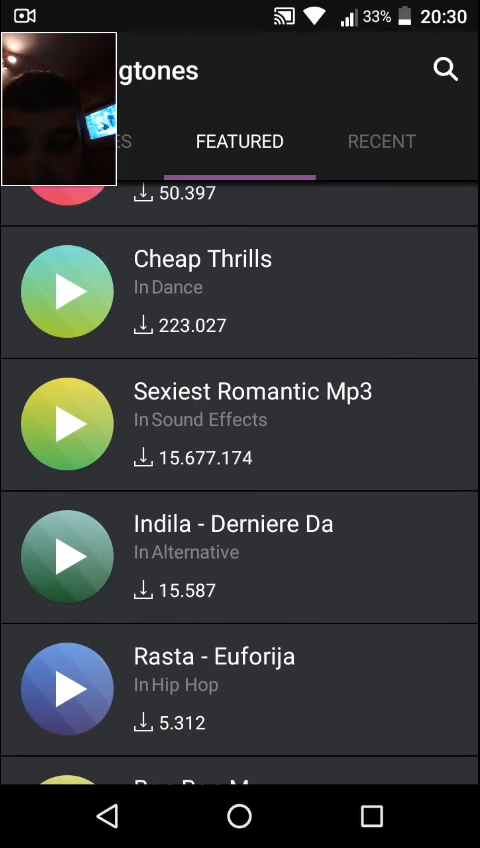 33% 20:30
gtones
ES FEATURED RECENT
50.397
Cheap Thrills
In Dance
223.027
Sexiest Romantic Mp3
In Sound Effects
15.677.174
Indila - Derniere Da
In Alternative
15.587
Rasta - Euforija
In Hip Hop
5.312